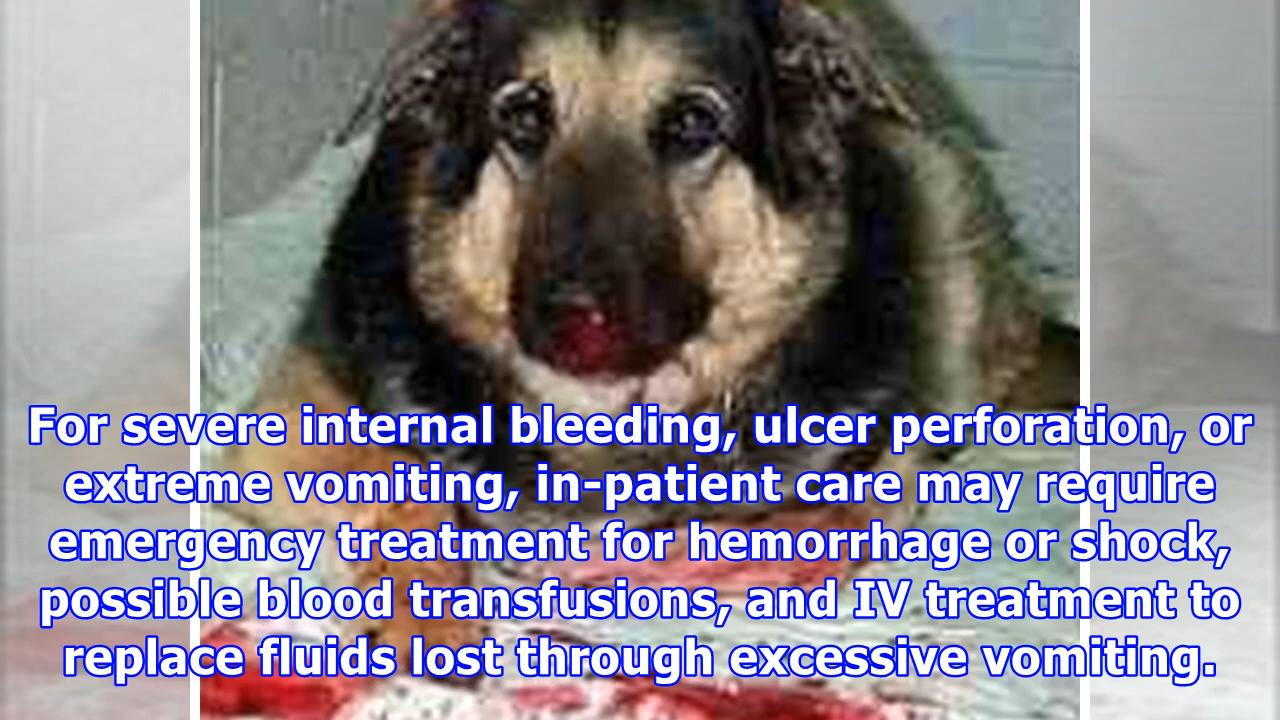 For severe internal bleeding, ulcer perforation, or
extreme vomiting, in-patient care may require
emergency treatment for hemorrhage or shock,
possible blood transfusions, and IV treatment to
replace fluids lost through excessive vomiting.